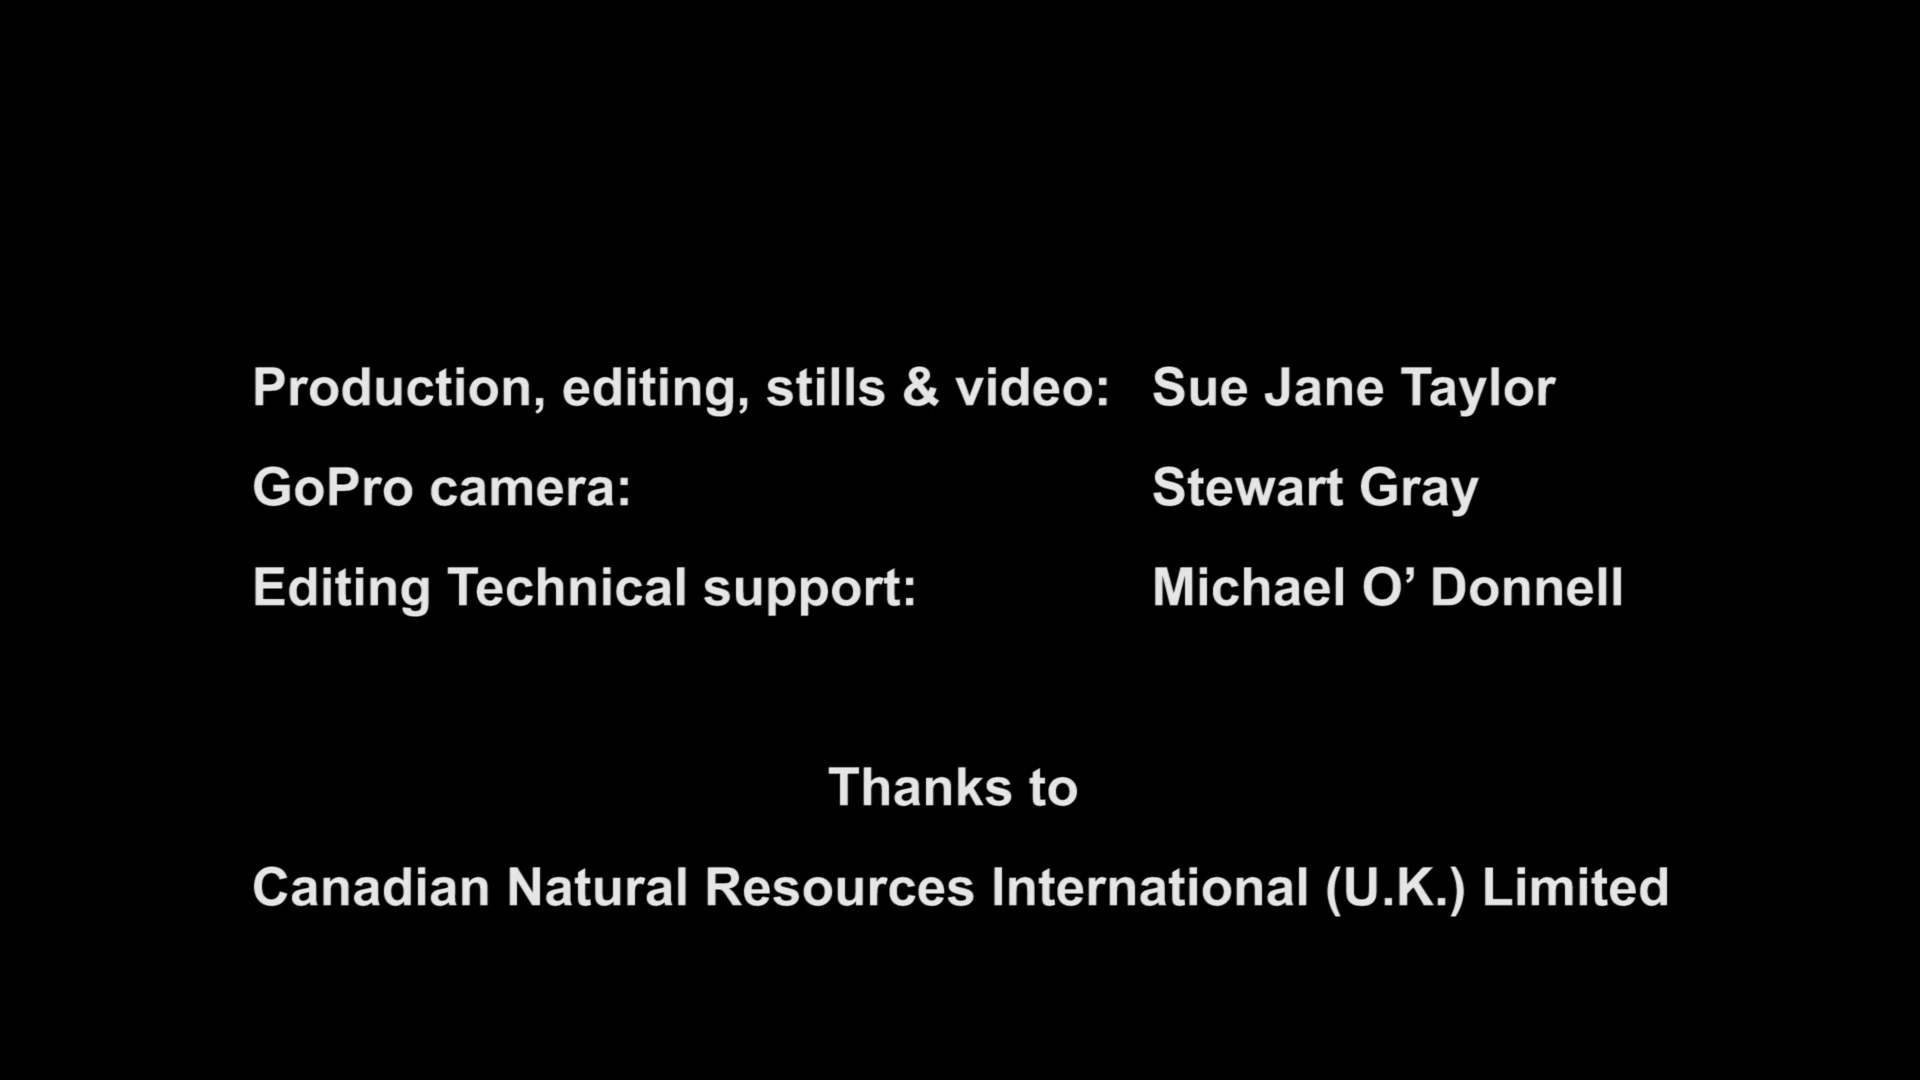 Production, editing, stills & video: Sue Jane Taylor
GoPro camera: Stewart Gray
Editing Technical support: Michael O’ Donnell
Thanks to
Canadian Natural Resources International (U.K.) Limited